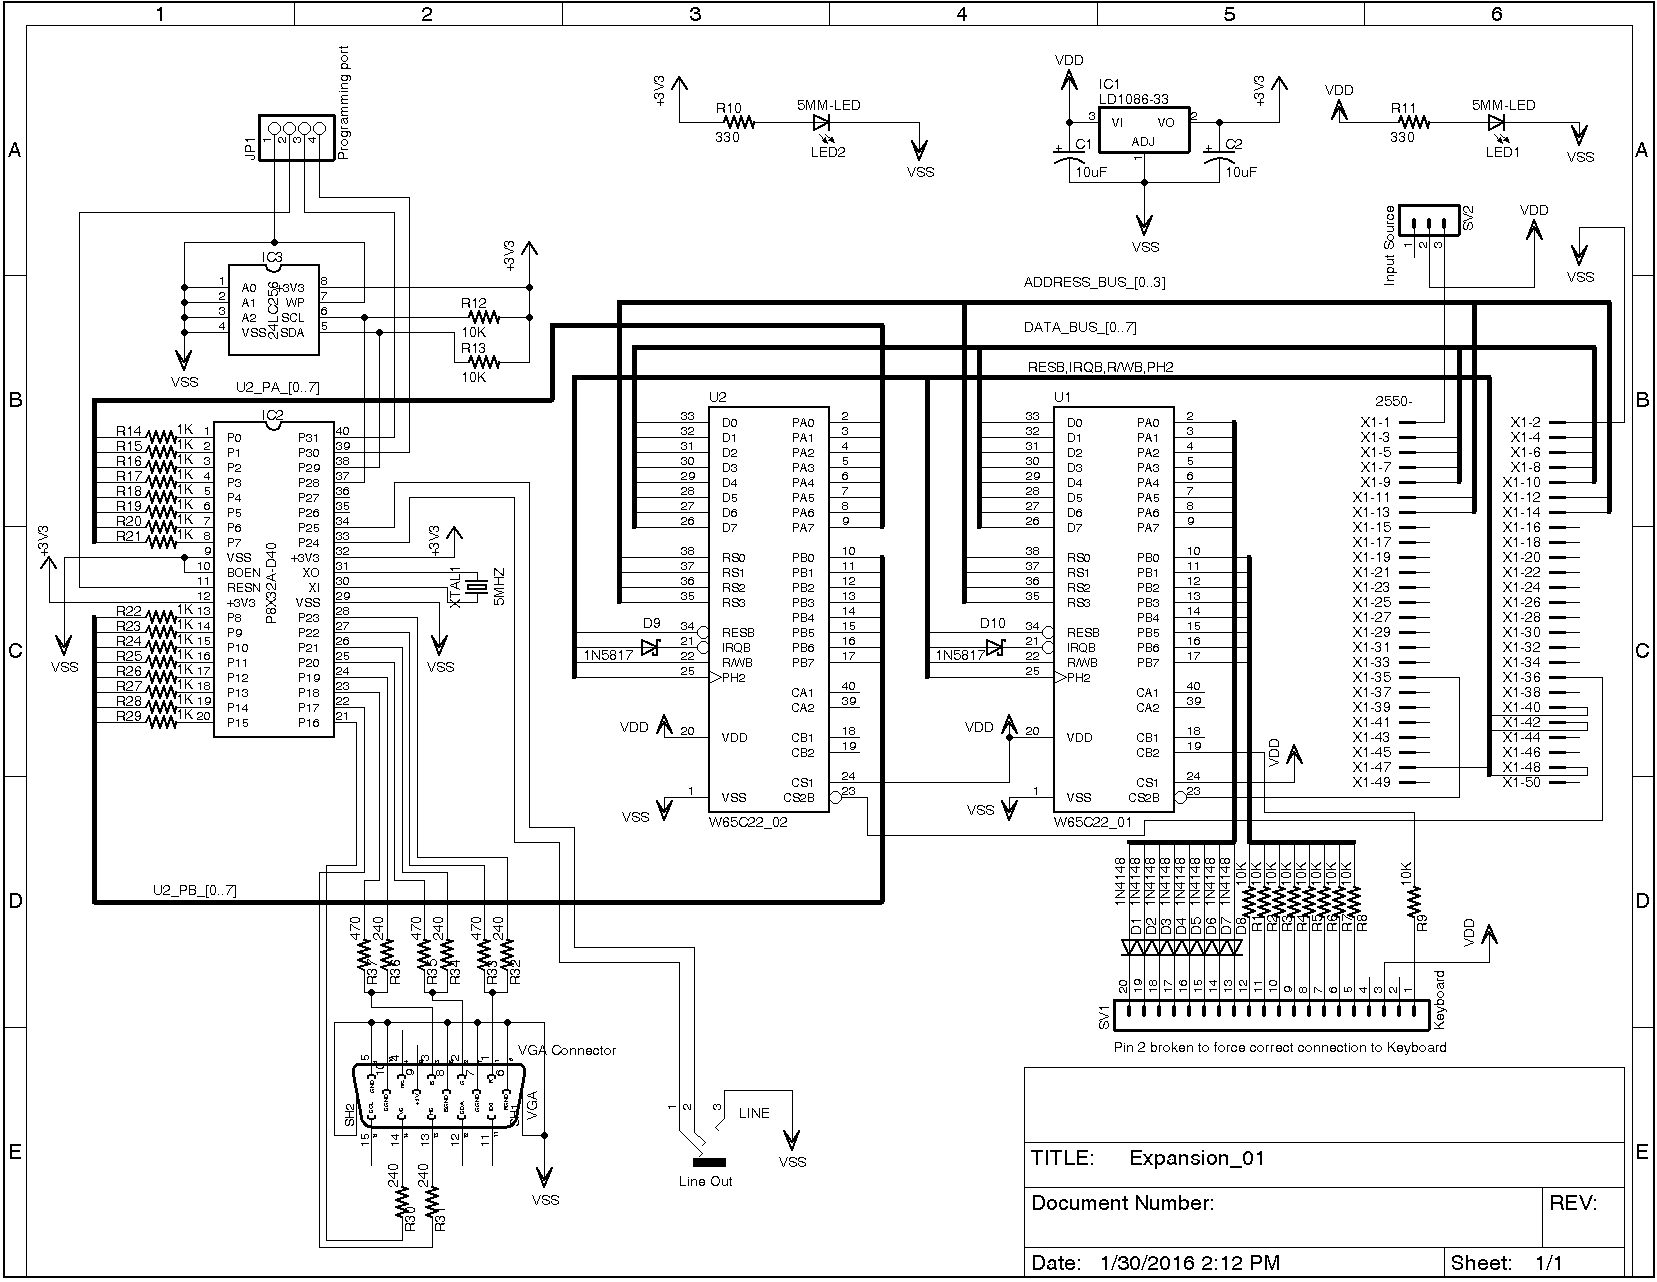 1 2 3 4 5 6
A
B
C
D
E
A
B
C
D
E
Programming port
JP1
1 2 3 4
+3V3
R10
330
5MM-LED
LED2
VSS
VDD
IC1
LD1086-33
3 VI VO 2
ADJ
1
C1
10uF
C2
10uF
+3V3
VSS
VDD
R11
330
5MM-LED
LED1
VSS
Input Source
SV2
1 2 3
VDD
VSS
IC3
24LC256
1 A0 +3V3 8
2 A1 WP 7
3 A2 SCL 6
4 VSS SDA 5
VSS
+3V3
R12
10K
R13
10K
ADDRESS_BUS_[0..3]
DATA_BUS_[0..7]
RESB,IRQB,R/WB,PH2
U2_PA_[0..7]
IC2
P8X32A-D40
R14 1K 1 P0 P31 40
R15 1K 2 P1 P30 39
R16 1K 3 P2 P29 38
R17 1K 4 P3 P28 37
R18 1K 5 P4 P27 36
R19 1K 6 P5 P26 35
R20 1K 7 P6 P25 34
R21 1K 8 P7 P24 33
9 VSS +3V3 32
10 BOEN XO 31
11 RESN XI 30
12 +3V3 VSS 29
R22 1K 13 P8 P23 28
R23 1K 14 P9 P22 27
R24 1K 15 P10 P21 26
R25 1K 16 P11 P20 25
R26 1K 17 P12 P19 24
R27 1K 18 P13 P18 23
R28 1K 19 P14 P17 22
R29 1K 20 P15 P16 21
+3V3
VSS
+3V3
XTAL1
5MHZ
VSS
U2
33 D0 PA0 2
32 D1 PA1 3
31 D2 PA2 4
30 D3 PA3 5
29 D4 PA4 6
28 D5 PA5 7
27 D6 PA6 8
26 D7 PA7 9
38 RS0 PB0 10
37 RS1 PB1 11
36 RS2 PB2 12
35 RS3 PB3 13
PB4 14
34 RESB PB5 15
21 IRQB PB6 16
22 R/WB PB7 17
25 PH2
CA1 40
CA2 39
20 VDD CB1 18
CB2 19
CS1 24
1 VSS CS2B 23
W65C22_02
D9
1N5817
VDD
VSS
U1
33 D0 PA0 2
32 D1 PA1 3
31 D2 PA2 4
30 D3 PA3 5
29 D4 PA4 6
28 D5 PA5 7
27 D6 PA6 8
26 D7 PA7 9
38 RS0 PB0 10
37 RS1 PB1 11
36 RS2 PB2 12
35 RS3 PB3 13
PB4 14
34 RESB PB5 15
21 IRQB PB6 16
22 R/WB PB7 17
25 PH2
CA1 40
CA2 39
20 VDD CB1 18
CB2 19
CS1 24
1 VSS CS2B 23
W65C22_01
D10
1N5817
VDD
VSS
VDD
2550-
X1-1 X1-2
X1-3 X1-4
X1-5 X1-6
X1-7 X1-8
X1-9 X1-10
X1-11 X1-12
X1-13 X1-14
X1-15 X1-16
X1-17 X1-18
X1-19 X1-20
X1-21 X1-22
X1-23 X1-24
X1-25 X1-26
X1-27 X1-28
X1-29 X1-30
X1-31 X1-32
X1-33 X1-34
X1-35 X1-36
X1-37 X1-38
X1-39 X1-40
X1-41 X1-42
X1-43 X1-44
X1-45 X1-46
X1-47 X1-48
X1-49 X1-50
U2_PB_[0..7]
470 240 470 240 470 240
R37 R36 R35 R34 R33 R32
VGA Connector
5 10 4 9 3 8 2 7 1 6
SH2
SH1
VGA
15 14 13 12 11
240 240
R30 R31
VSS
1 2 3
LINE
Line Out
VSS
1N4148 1N4148 1N4148 1N4148 1N4148 1N4148 1N4148 1N4148
D1 D2 D3 D4 D5 D6 D7 D8
10K 10K 10K 10K 10K 10K 10K 10K
R1 R2 R3 R4 R5 R6 R7 R8
10K
R9
VDD
20 19 18 17 16 15 14 13 12 11 10 9 8 7 6 5 4 3 2 1
SV1
Keyboard
Pin 2 broken to force correct connection to Keyboard
TITLE: Expansion_01
Document Number:
REV:
Date: 1/30/2016 2:12 PM
Sheet: 1/1